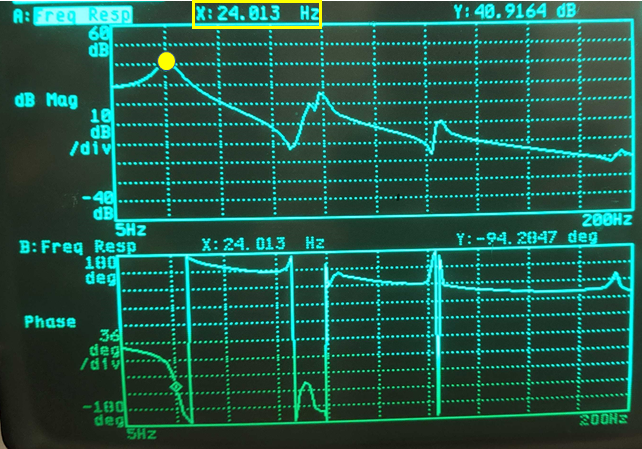 A:Freq Resp X:24.013 Hz Y:40.9164 dB
60
dB
dB Mag
10
dB
/div
-40
dB
5Hz 200Hz
B:Freq Resp X:24.013 Hz Y:-94.2847 deg
180
deg
Phase
36
deg
/div
-180
deg
5Hz 200Hz